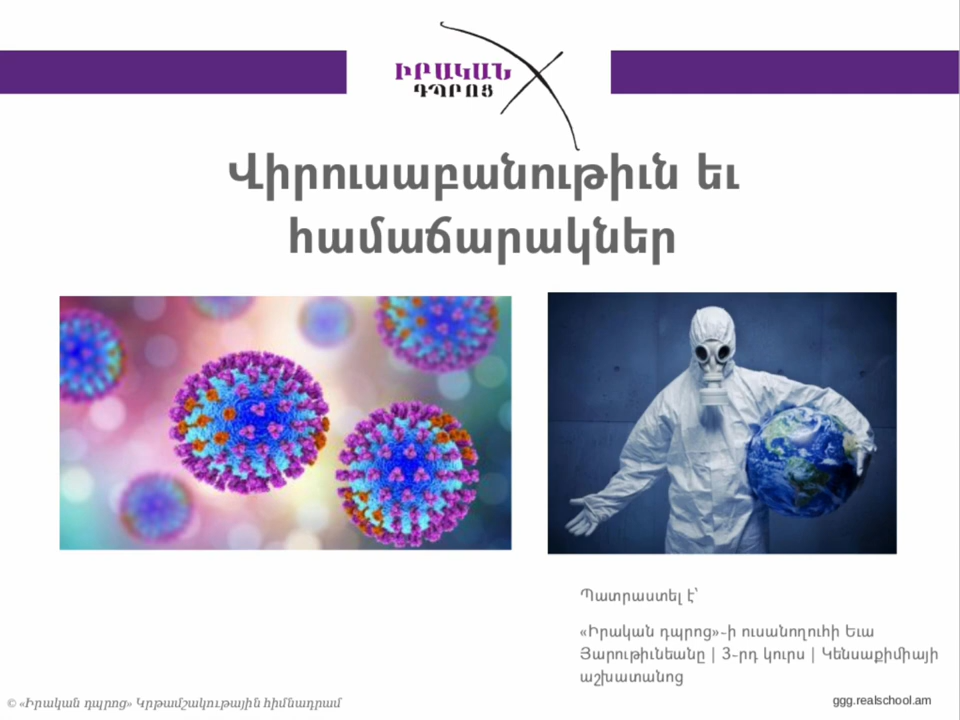 ԻՐԱԿԱՆ
ԴՊՐՈՑ
Վիրուսաբանութիւն եւ
համաճարակներ
Պատրաստել է՝
«Իրական դպրոց»-ի ուսանողուհի Եւա
Յարութիւնեանը | 3-րդ կուրս | Կենսաքիմիայի
աշխատանոց
© «Իրական դպրոց» Կրթամշակութային հիմնադրամ
ggg.realschool.am